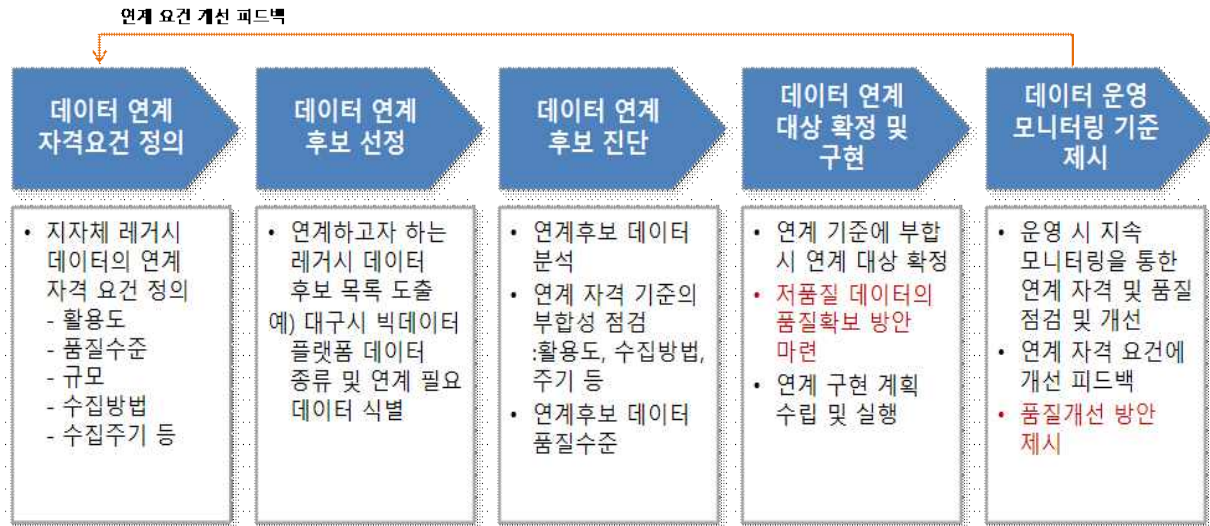 연계 요건 개선 피드백
데이터 연계
자격요건 정의
데이터 연계
후보 선정
데이터 연계
후보 진단
데이터 연계
대상 확정 및
구현
데이터 운영
모니터링 기준
제시
• 지자체 레거시
데이터의 연계
자격 요건 정의
- 활용도
- 품질수준
- 규모
- 수집방법
- 수집주기 등
• 연계하고자 하는
레거시 데이터
후보 목록 도출
예) 대구시 빅데이터
플랫폼 데이터
종류 및 연계 필요
데이터 식별
• 연계후보 데이터
분석
• 연계 자격 기준의
부합성 점검
:활용도, 수집방법,
주기 등
• 연계후보 데이터
품질수준
• 연계 기준에 부합
시 연계 대상 확정
• 저품질 데이터의
품질확보 방안
마련
• 연계 구현 계획
수립 및 실행
• 운영 시 지속
모니터링을 통한
연계 자격 및 품질
점검 및 개선
• 연계 자격 요건에
개선 피드백
• 품질개선 방안
제시